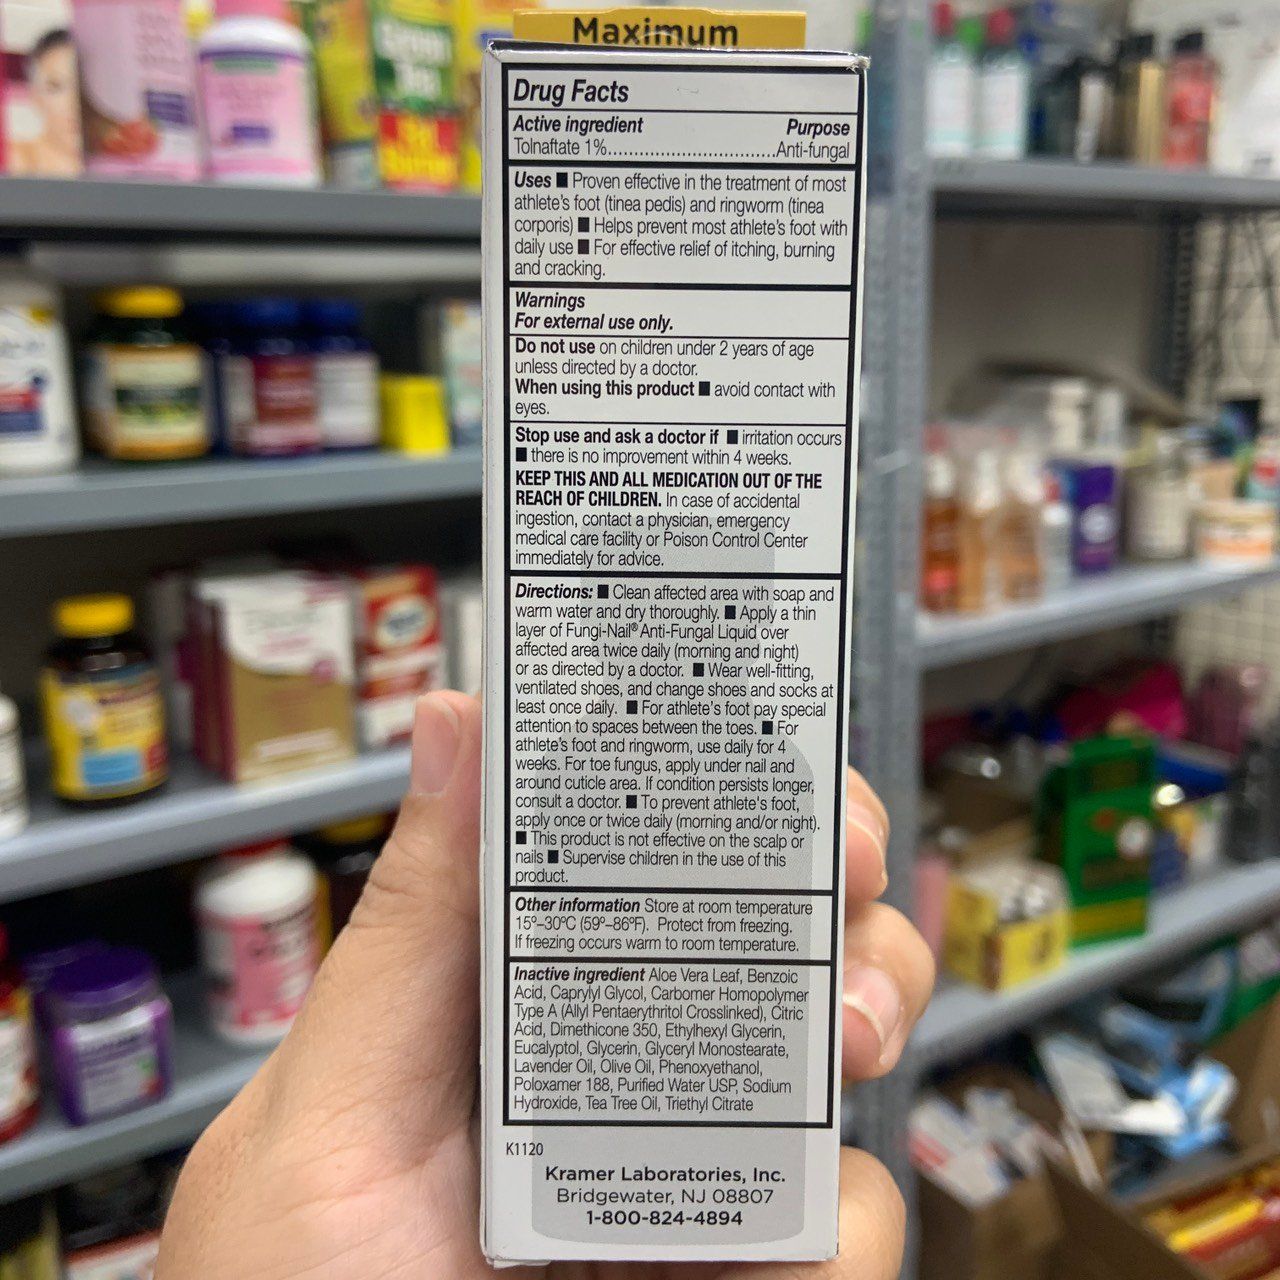 Maximum
Drug Facts
Active ingredient Purpose
Tolnaftate 1%................................Anti-fungal
Uses ■ Proven effective in the treatment of most
athlete's foot (tinea pedis) and ringworm (tinea
corporis) ■ Helps prevent most athlete's foot with
daily use ■ For effective relief of itching, burning
and cracking.
Warnings
For external use only.
Do not use on children under 2 years of age
unless directed by a doctor.
When using this product ■ avoid contact with
eyes.
Stop use and ask a doctor if ■ irritation occurs
■ there is no improvement within 4 weeks.
KEEP THIS AND ALL MEDICATION OUT OF THE
REACH OF CHILDREN. In case of accidental
ingestion, contact a physician, emergency
medical care facility or Poison Control Center
immediately for advice.
Directions: ■ Clean affected area with soap and
warm water and dry thoroughly. ■ Apply a thin
layer of Fungi-Nail® Anti-Fungal Liquid over
affected area twice daily (morning and night)
or as directed by a doctor. ■ Wear well-fitting,
ventilated shoes, and change shoes and socks at
least once daily. ■ For athlete's foot pay special
attention to spaces between the toes. ■ For
athlete's foot and ringworm, use daily for 4
weeks. For toe fungus, apply under nail and
around cuticle area. If condition persists longer,
consult a doctor. ■ To prevent athlete's foot,
apply once or twice daily (morning and/or night).
■ This product is not effective on the scalp or
nails ■ Supervise children in the use of this
product.
Other information Store at room temperature
15º–30ºC (59º–86ºF). Protect from freezing.
If freezing occurs warm to room temperature.
Inactive ingredient Aloe Vera Leaf, Benzoic
Acid, Caprylyl Glycol, Carbomer Homopolymer
Type A (Allyl Pentaerythritol Crosslinked), Citric
Acid, Dimethicone 350, Ethylhexyl Glycerin,
Eucalyptol, Glycerin, Glyceryl Monostearate,
Lavender Oil, Olive Oil, Phenoxyethanol,
Poloxamer 188, Purified Water USP, Sodium
Hydroxide, Tea Tree Oil, Triethyl Citrate
K1120
Kramer Laboratories, Inc.
Bridgewater, NJ 08807
1-800-824-4894